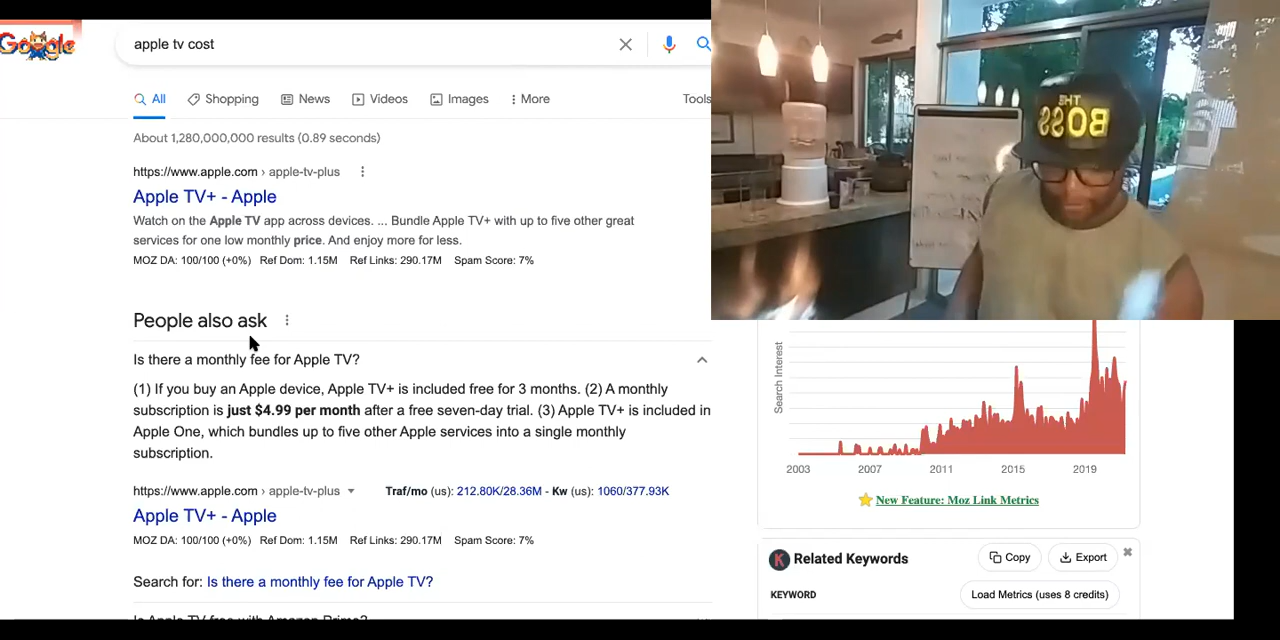 Google
apple tv cost
All
Shopping
News
Videos
Images
More
Tools
About 1,280,000,000 results (0.89 seconds)
https://www.apple.com › apple-tv-plus
Apple TV+ - Apple
Watch on the Apple TV app across devices. ... Bundle Apple TV+ with up to five other great
services for one low monthly price. And enjoy more for less.
MOZ DA: 100/100 (+0%) Ref Dom: 1.15M Ref Links: 290.17M Spam Score: 7%
People also ask
Is there a monthly fee for Apple TV?
(1) If you buy an Apple device, Apple TV+ is included free for 3 months. (2) A monthly
subscription is just $4.99 per month after a free seven-day trial. (3) Apple TV+ is included in
Apple One, which bundles up to five other Apple services into a single monthly
subscription.
https://www.apple.com › apple-tv-plus
Traf/mo (us): 212.80K/28.36M - Kw (us): 1060/377.93K
Apple TV+ - Apple
MOZ DA: 100/100 (+0%) Ref Dom: 1.15M Ref Links: 290.17M Spam Score: 7%
Search for: Is there a monthly fee for Apple TV?
Is Apple TV free with Amazon Prime?
THE
BOSS
Search Interest
2003 2007 2011 2015 2019
New Feature: Moz Link Metrics
K Related Keywords
Copy
Export
KEYWORD
Load Metrics (uses 8 credits)